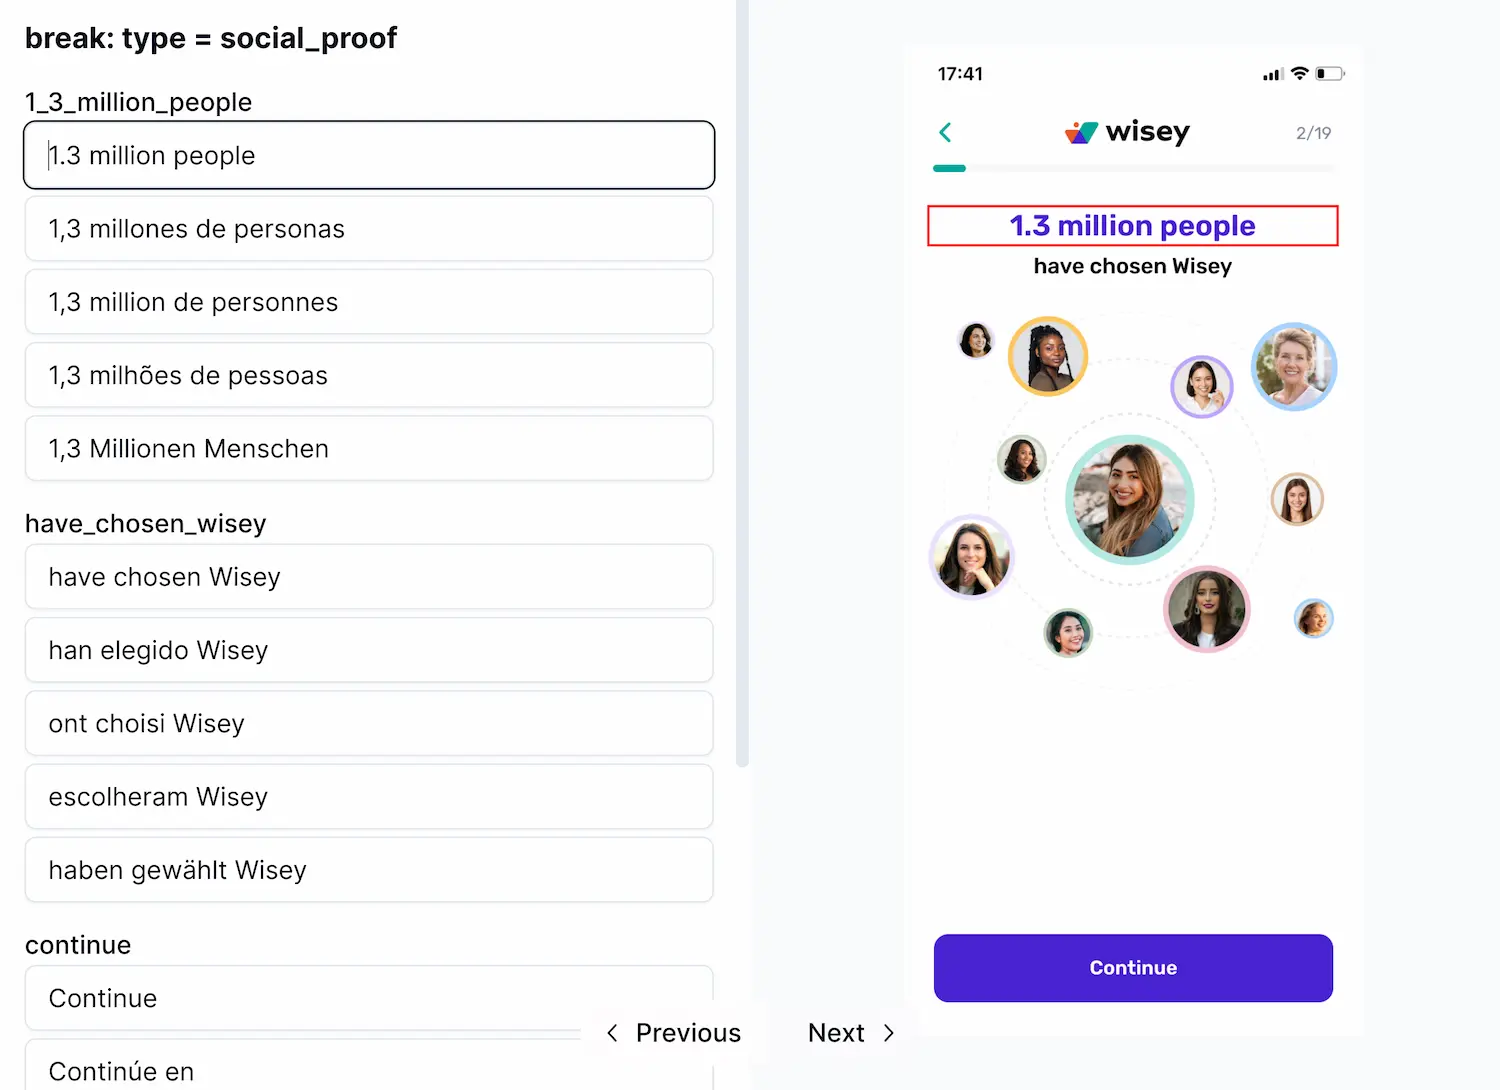 break: type = social_proof
1_3_million_people
1.3 million people
1,3 millones de personas
1,3 million de personnes
1,3 milhões de pessoas
1,3 Millionen Menschen
have_chosen_wisey
have chosen Wisey
han elegido Wisey
ont choisi Wisey
escolheram Wisey
haben gewählt Wisey
continue
Continue
Continúe en
Previous
Next
17:41
wisey
2/19
1.3 million people
have chosen Wisey
Continue